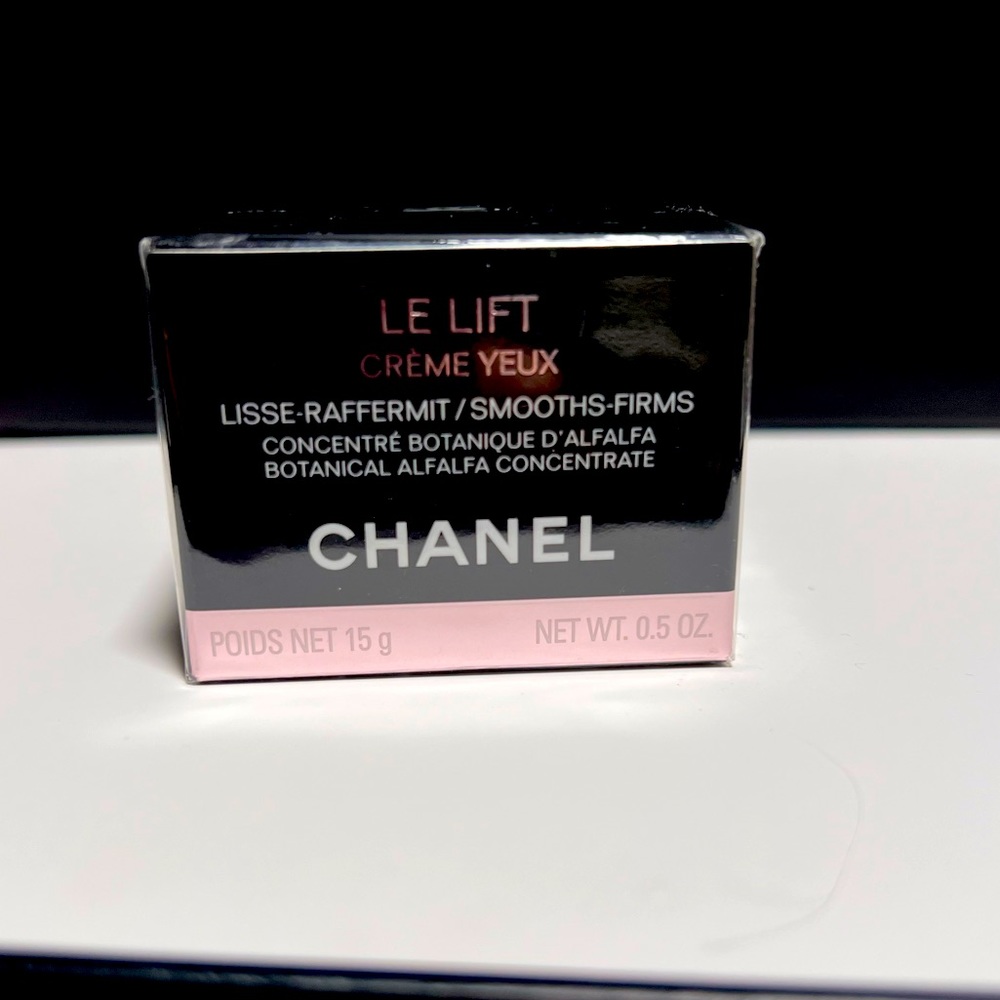 LE LIFT
CRÈME YEUX
LISSE-RAFFERMIT / SMOOTHS-FIRMS
CONCENTRÉ BOTANIQUE D'ALFALFA
BOTANICAL ALFALFA CONCENTRATE
CHANEL
POIDS NET 15 g NET WT. 0.5 OZ.